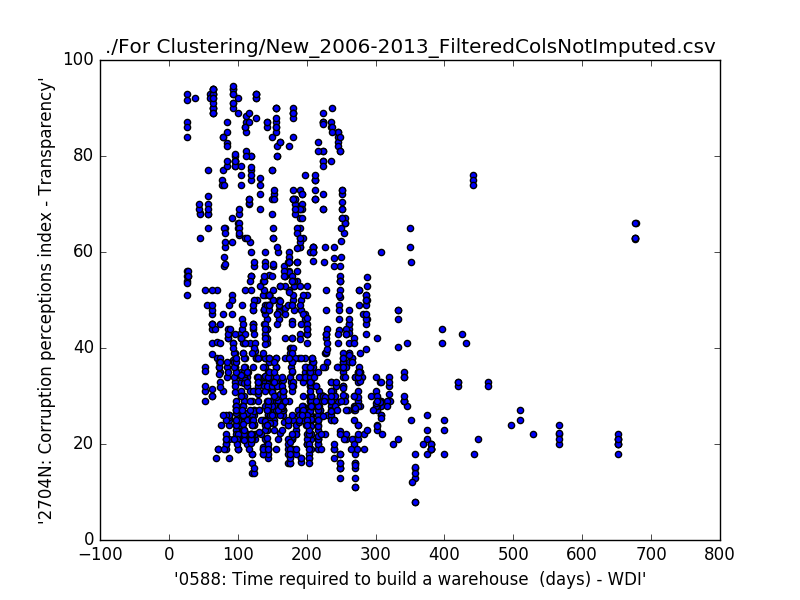 ./For Clustering/New_2006-2013_FilteredColsNotImputed.csv
'2704N: Corruption perceptions index - Transparency'
100
80
60
40
20
0
−100 0 100 200 300 400 500 600 700 800
'0588: Time required to build a warehouse  (days) - WDI'